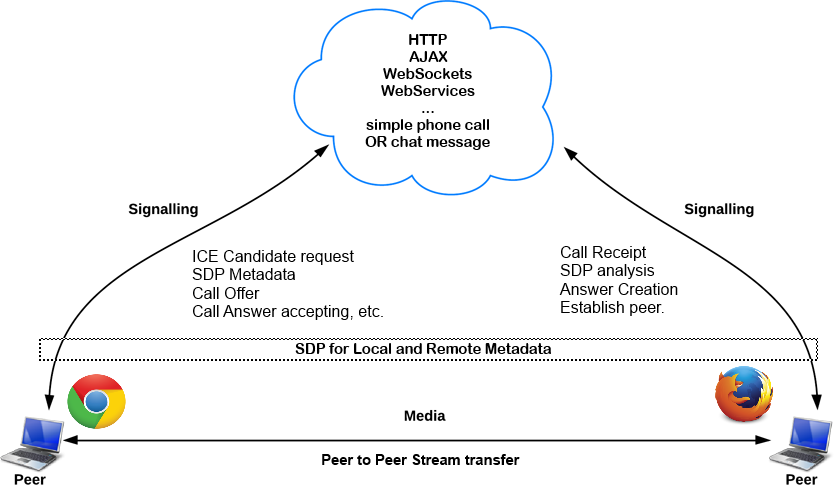 HTTP
AJAX
WebSockets
WebServices
...
simple phone call
OR chat message
Signalling
Signalling
ICE Candidate request
SDP Metadata
Call Offer
Call Answer accepting, etc.
Call Receipt
SDP analysis
Answer Creation
Establish peer.
SDP for Local and Remote Metadata
Media
Peer to Peer Stream transfer
Peer
Peer